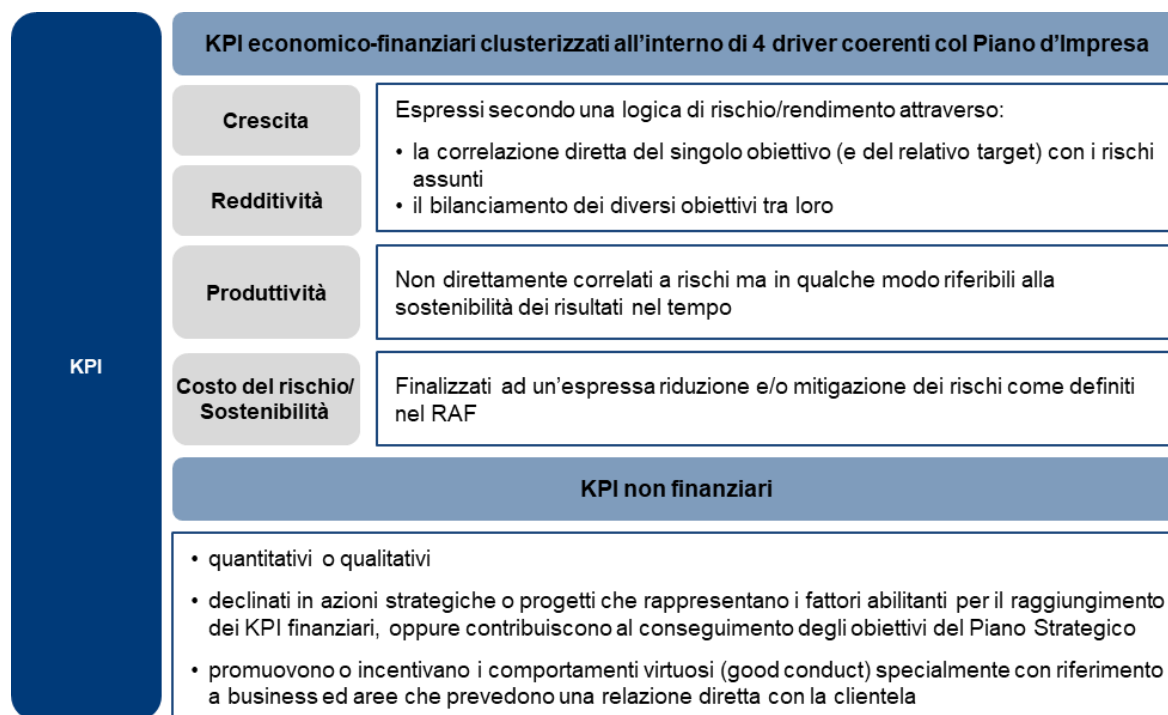 KPI
KPI economico-finanziari clusterizzati all'interno di 4 driver coerenti col Piano d'Impresa
Crescita
Redditività
Espressi secondo una logica di rischio/rendimento attraverso:
• la correlazione diretta del singolo obiettivo (e del relativo target) con i rischi
assunti
• il bilanciamento dei diversi obiettivi tra loro
Produttività
Non direttamente correlati a rischi ma in qualche modo riferibili alla
sostenibilità dei risultati nel tempo
Costo del rischio/
Sostenibilità
Finalizzati ad un'espressa riduzione e/o mitigazione dei rischi come definiti
nel RAF
KPI non finanziari
• quantitativi o qualitativi
• declinati in azioni strategiche o progetti che rappresentano i fattori abilitanti per il raggiungimento
dei KPI finanziari, oppure contribuiscono al conseguimento degli obiettivi del Piano Strategico
• promuovono o incentivano i comportamenti virtuosi (good conduct) specialmente con riferimento
a business ed aree che prevedono una relazione diretta con la clientela